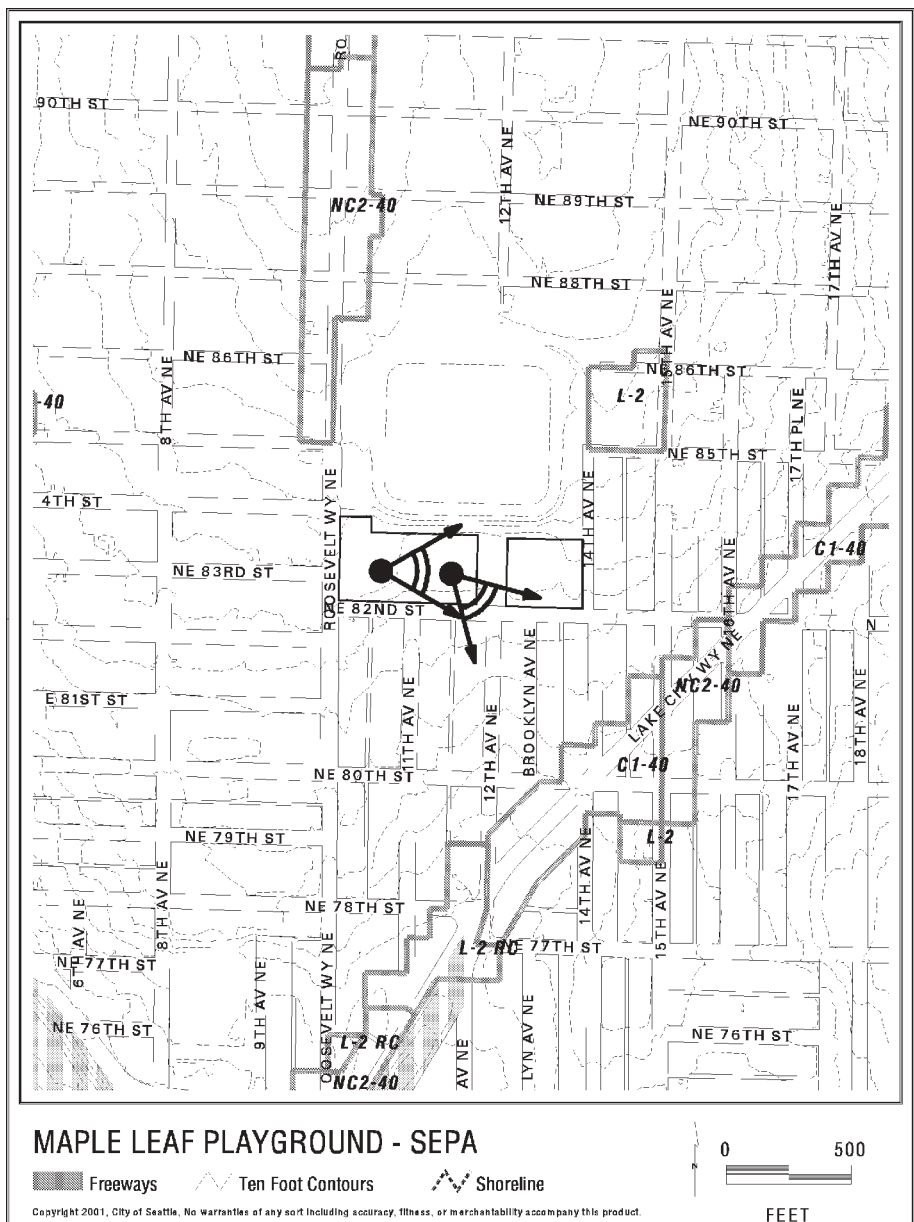 RO
90TH ST
NE 90TH ST
12TH AV NE
NC2-40
NE 89TH ST
17TH AV NE
NE 88TH ST
15TH AV NE
NE 86TH ST
NE 86TH ST
8TH AV NE
L-2
-40
NE 85TH ST
17TH PL NE
4TH ST
ROOSEVELT WY NE
14TH AV NE
C1-40
NE 83RD ST
16TH AV NE
E 82ND ST
N
LAKE CITY WY NE
NC2-40
E 81ST ST
11TH AV NE
12TH AV NE
BROOKLYN AV NE
17TH AV NE
18TH AV NE
C1-40
NE 80TH ST
NE 79TH ST
L-2
14TH AV NE
15TH AV NE
8TH AV NE
NE 78TH ST
6TH AV NE
L-2 RC
NE 77TH ST
NE 77TH ST
9TH AV NE
OOSEVELT WY NE
NE 76TH ST
NE 76TH ST
L-2 RC
NC2-40
AV NE
LYN AV NE
MAPLE LEAF PLAYGROUND - SEPA
Freeways
Ten Foot Contours
Shoreline
N
0 500
FEET
Copyright 2001, City of Seattle, No warranties of any sort including accuracy, fitness, or merchantability accompany this product.